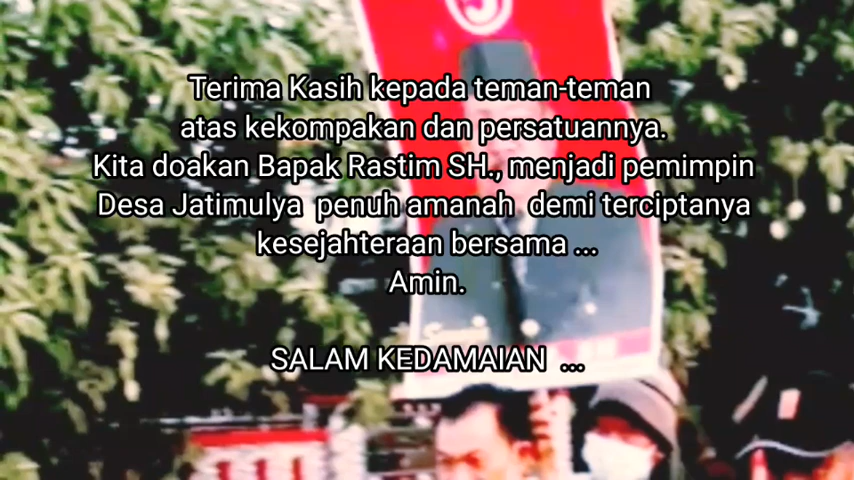 Terima Kasih kepada teman-teman
atas kekompakan dan persatuannya.
Kita doakan Bapak Rastim SH., menjadi pemimpin
Desa Jatimulya penuh amanah demi terciptanya
kesejahteraan bersama ...
Amin.
SALAM KEDAMAIAN ...